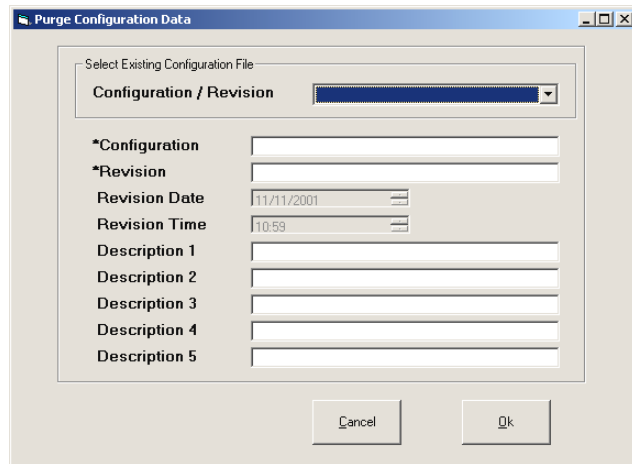 Purge Configuration Data
Select Existing Configuration File
Configuration / Revision
*Configuration
*Revision
Revision Date 11/11/2001
Revision Time 10:59
Description 1
Description 2
Description 3
Description 4
Description 5
Cancel Ok